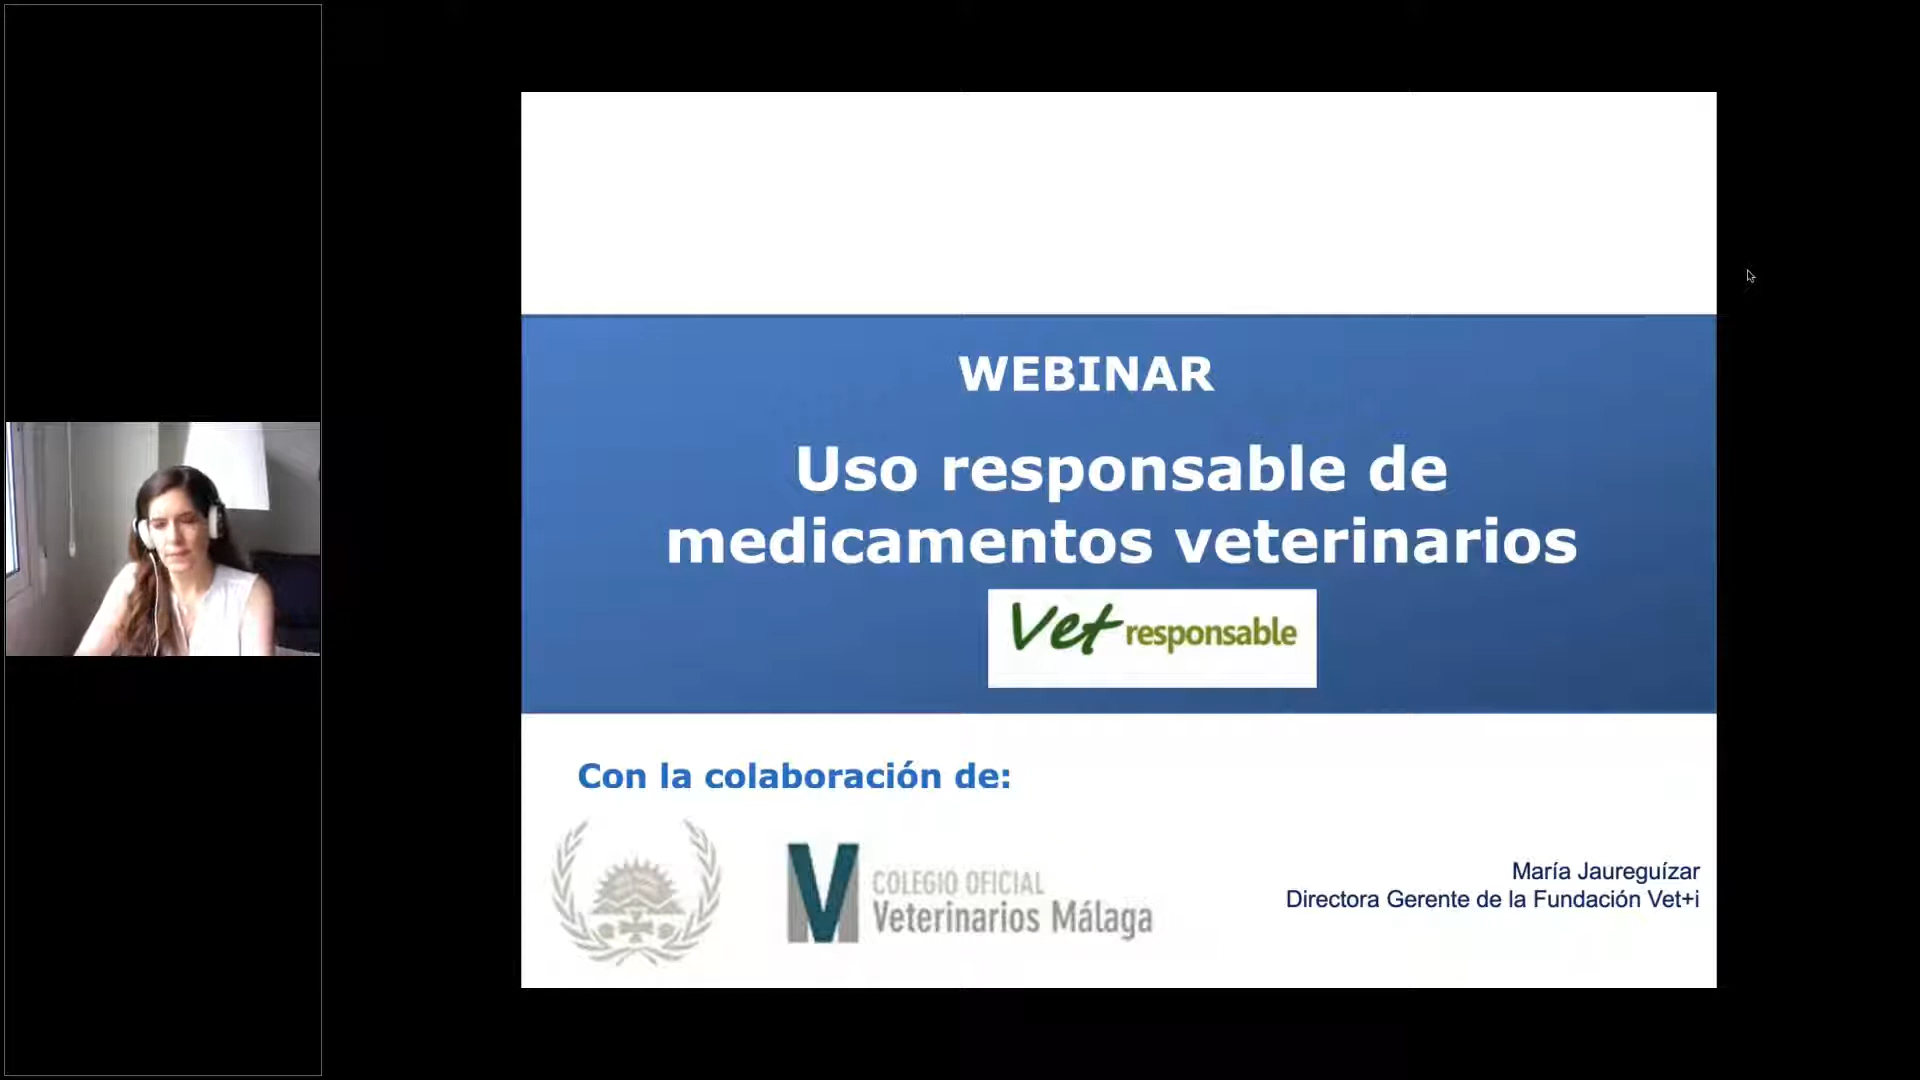 WEBINAR
Uso responsable de
medicamentos veterinarios
Vet responsable
Con la colaboración de:
COLEGIO OFICIAL
Veterinarios Málaga
María Jaureguízar
Directora Gerente de la Fundación Vet+i